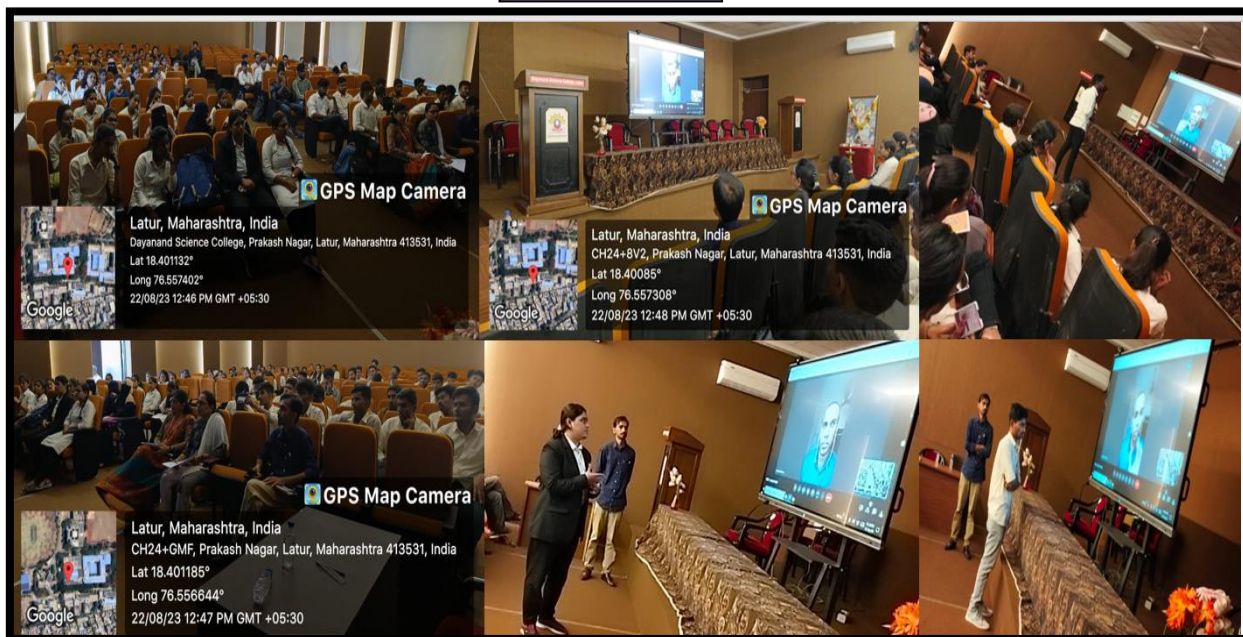 GPS Map Camera
Latur, Maharashtra, India
Dayanand Science College, Prakash Nagar, Latur, Maharashtra 413531, India
Lat 18.401132°
Long 76.557402°
22/08/23 12:46 PM GMT +05:30
Google
Dayanand Science College, Latur
GPS Map Camera
Latur, Maharashtra, India
CH24+8V2, Prakash Nagar, Latur, Maharashtra 413531, India
Lat 18.40085°
Long 76.557308°
22/08/23 12:48 PM GMT +05:30
Google
GPS Map Camera
Latur, Maharashtra, India
CH24+GMF, Prakash Nagar, Latur, Maharashtra 413531, India
Lat 18.401185°
Long 76.556644°
22/08/23 12:47 PM GMT +05:30
Google